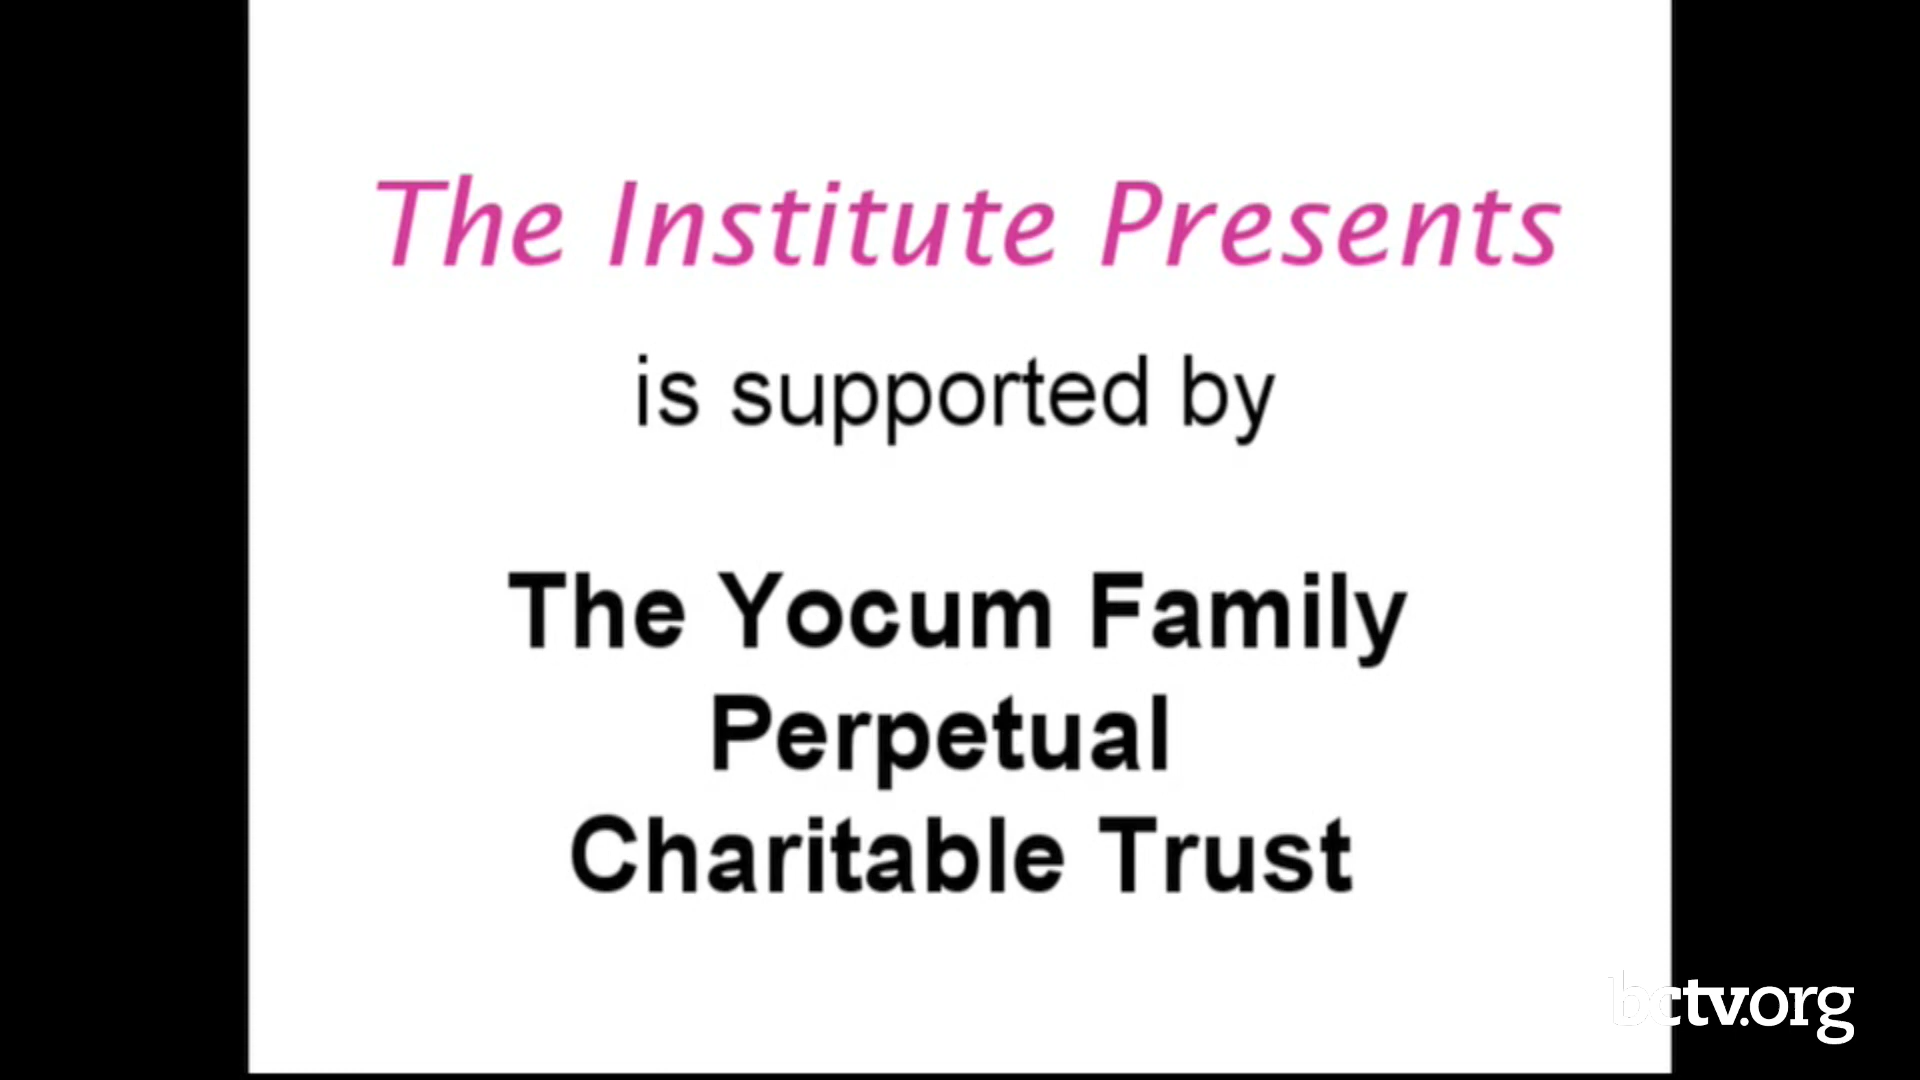 The Institute Presents
is supported by
The Yocum Family
Perpetual
Charitable Trust
bctv.org